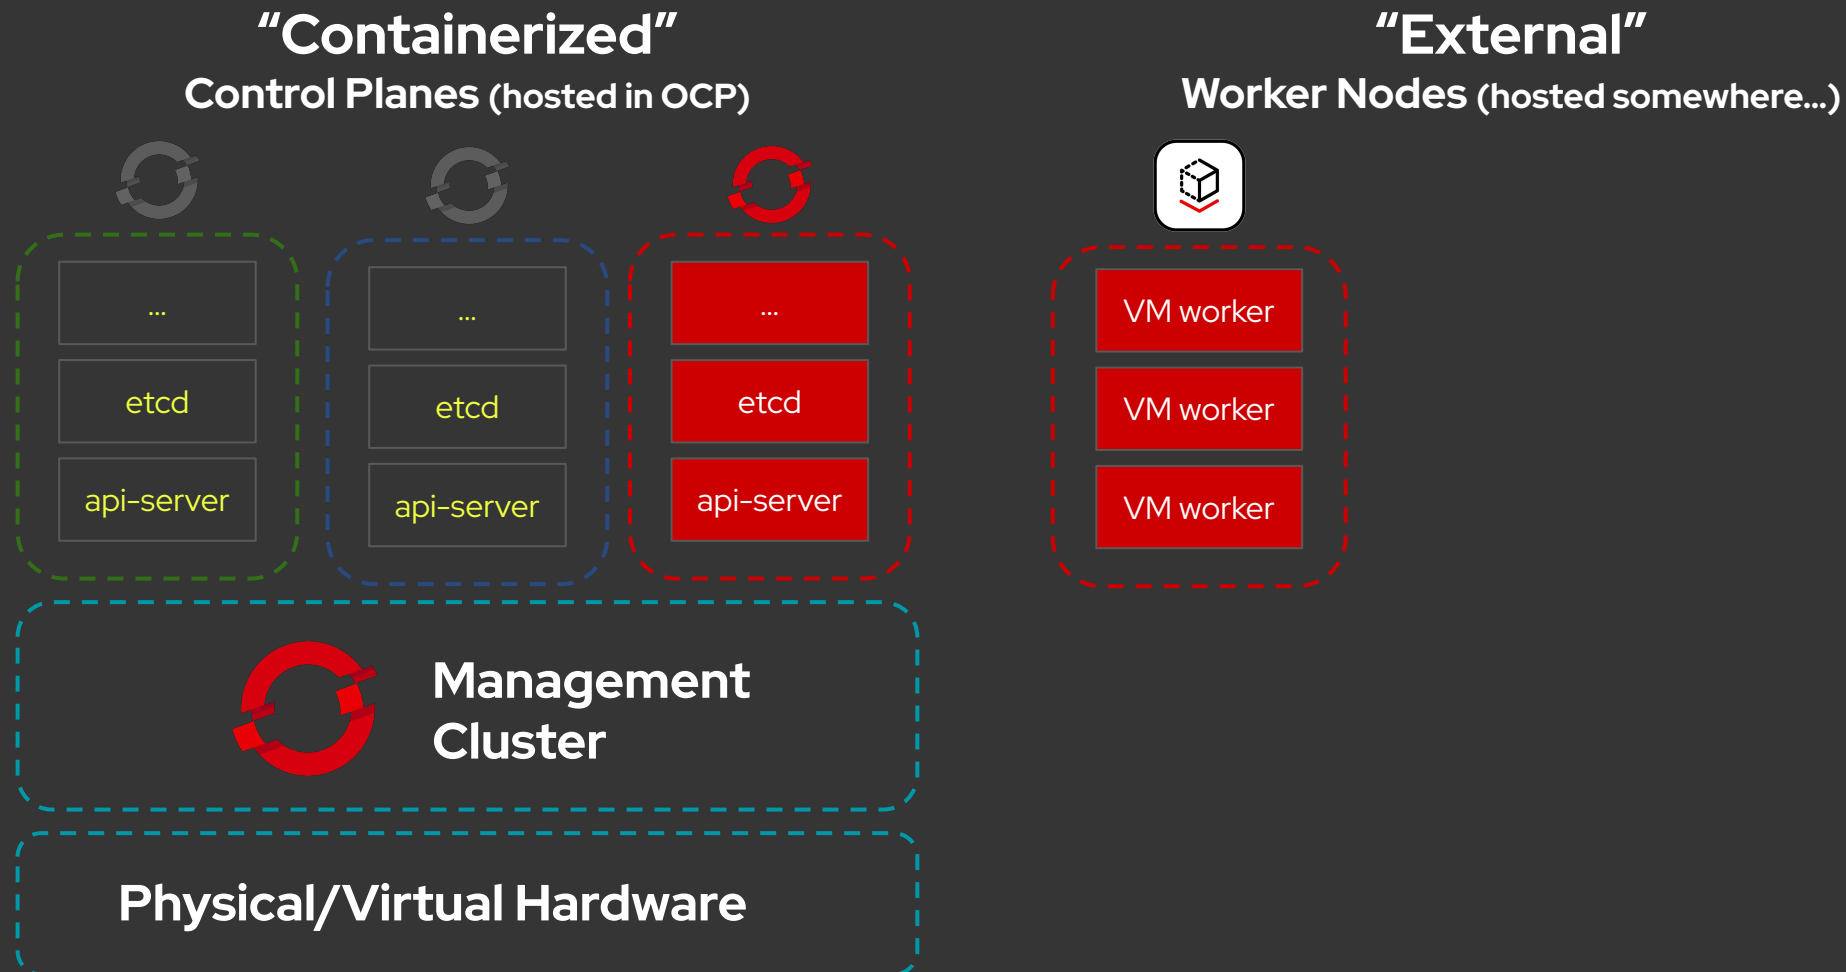 “Containerized”
Control Planes (hosted in OCP)
“External”
Worker Nodes (hosted somewhere...)
...
etcd
api-server
...
etcd
api-server
...
etcd
api-server
VM worker
VM worker
VM worker
Management
Cluster
Physical/Virtual Hardware